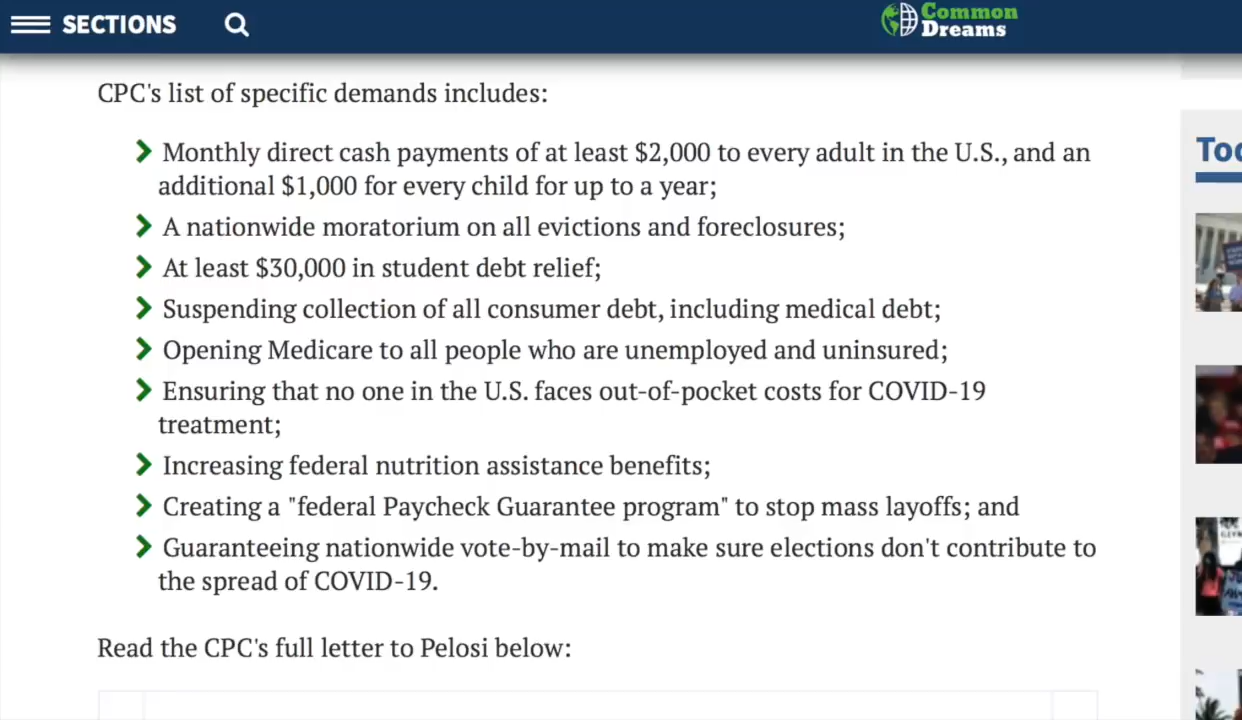 SECTIONS
Common
Dreams
CPC's list of specific demands includes:
Monthly direct cash payments of at least $2,000 to every adult in the U.S., and an
additional $1,000 for every child for up to a year;
A nationwide moratorium on all evictions and foreclosures;
At least $30,000 in student debt relief;
Suspending collection of all consumer debt, including medical debt;
Opening Medicare to all people who are unemployed and uninsured;
Ensuring that no one in the U.S. faces out-of-pocket costs for COVID-19
treatment;
Increasing federal nutrition assistance benefits;
Creating a "federal Paycheck Guarantee program" to stop mass layoffs; and
Guaranteeing nationwide vote-by-mail to make sure elections don't contribute to
the spread of COVID-19.
Read the CPC's full letter to Pelosi below: